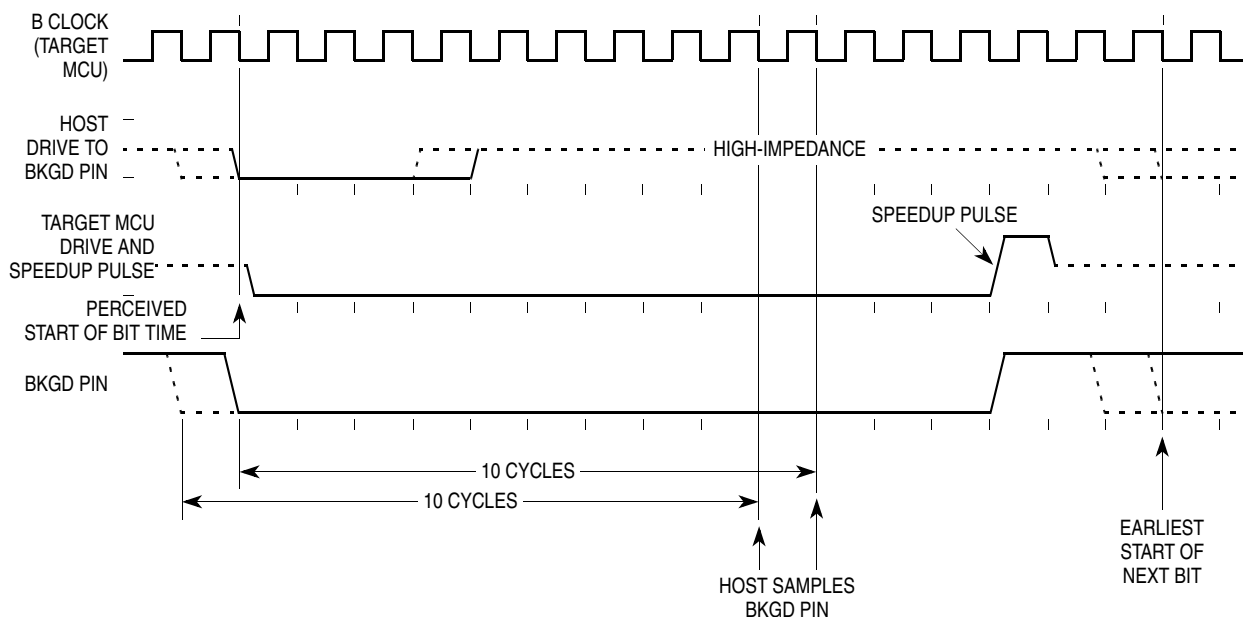 B CLOCK
(TARGET
MCU)
HOST
DRIVE TO
BKGD PIN
HIGH-IMPEDANCE
TARGET MCU
DRIVE AND
SPEEDUP PULSE
SPEEDUP PULSE
PERCEIVED
START OF BIT TIME
BKGD PIN
10 CYCLES
10 CYCLES
HOST SAMPLES
BKGD PIN
EARLIEST
START OF
NEXT BIT